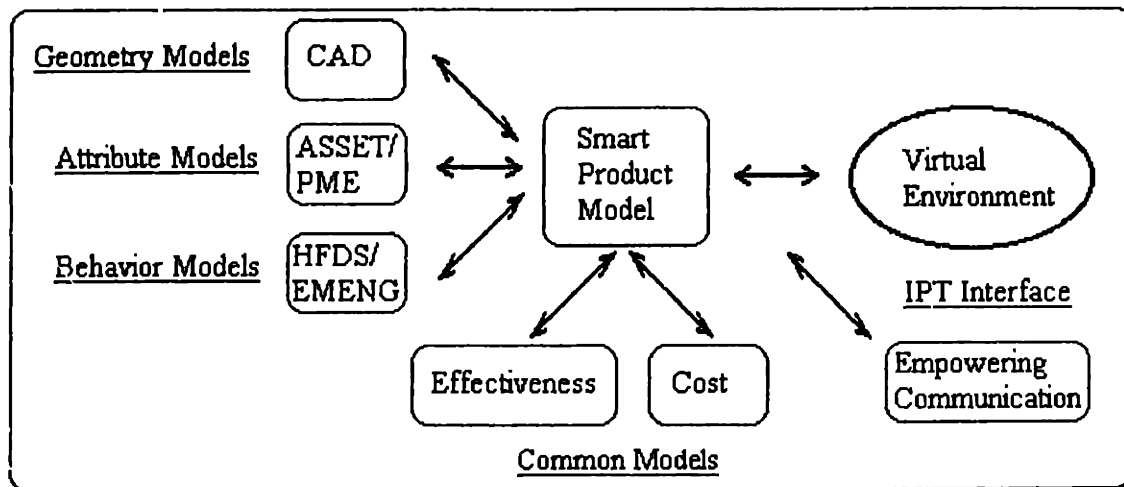 Geometry Models
CAD
Attribute Models
ASSET/
PME
Behavior Models
HFDS/
EMENG
Smart
Product
Model
Virtual
Environment
IPT Interface
Effectiveness
Cost
Empowering
Communication
Common Models